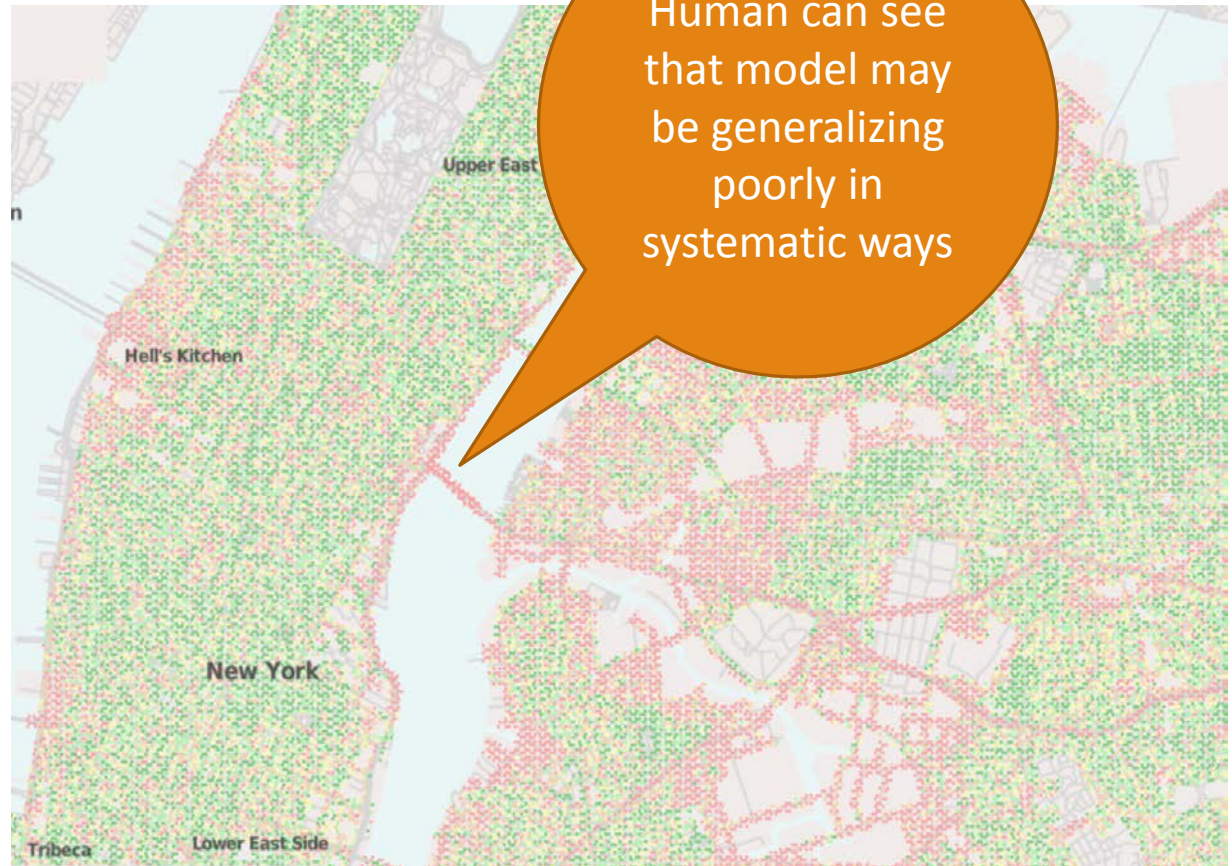 Human can see
that model may
be generalizing
poorly in
systematic ways
Upper East
n
Hell's Kitchen
New York
Tribeca
Lower East Side